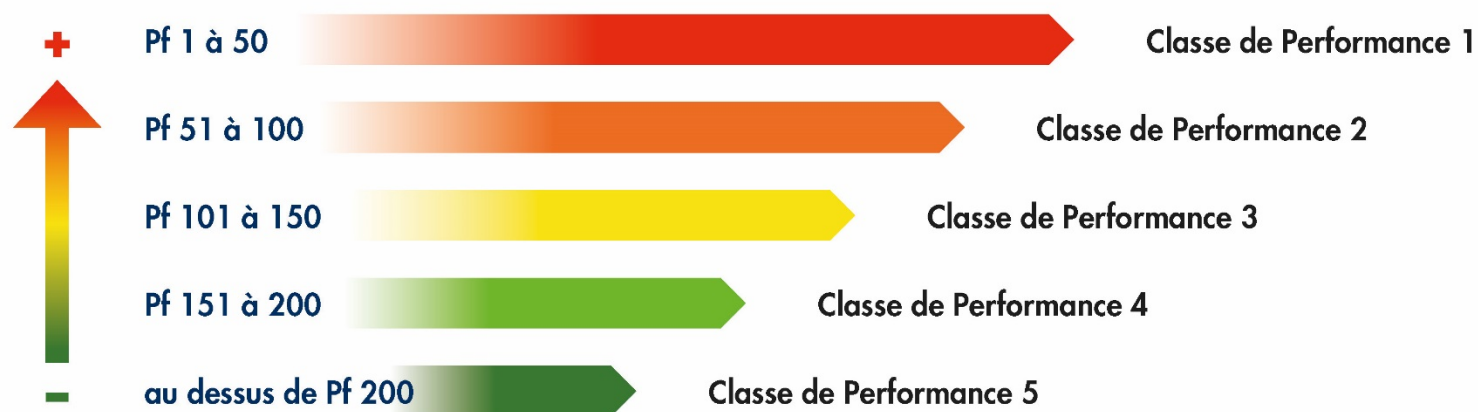 + Pf 1 à 50 Classe de Performance 1
Pf 51 à 100 Classe de Performance 2
Pf 101 à 150 Classe de Performance 3
Pf 151 à 200 Classe de Performance 4
- au dessus de Pf 200 Classe de Performance 5